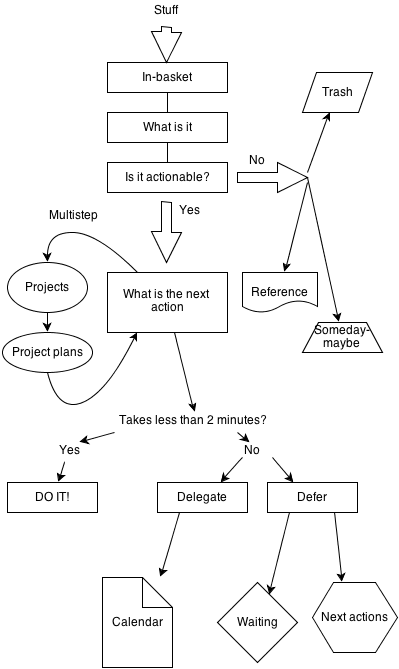 Stuff
In-basket
Trash
What is it
No
Is it actionable?
Yes
Multistep
Projects
What is the next
action
Reference
Someday-
maybe
Project plans
Takes less than 2 minutes?
Yes
No
DO IT!
Delegate
Defer
Calendar
Waiting
Next actions